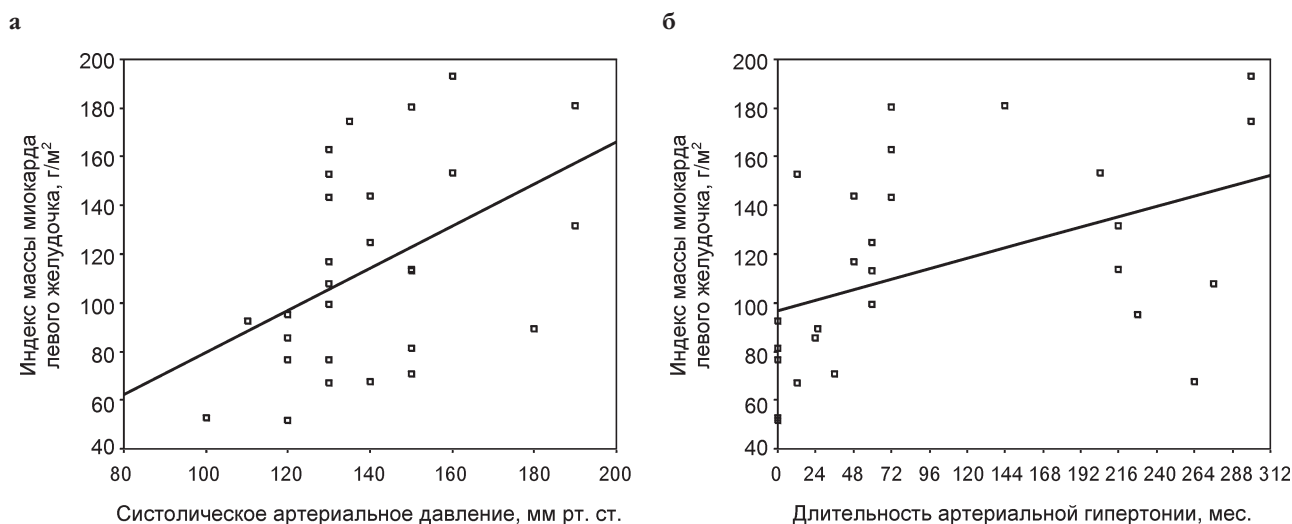 а
200
180
160
140
120
100
80
60
40
Индекс массы миокарда
левого желудочка, г/м²
80 100 120 140 160 180 200
Систолическое артериальное давление, мм рт. ст.
б
200
180
160
140
120
100
80
60
40
Индекс массы миокарда
левого желудочка, г/м²
0 24 48 72 96 120 144 168 192 216 240 264 288 312
Длительность артериальной гипертонии, мес.